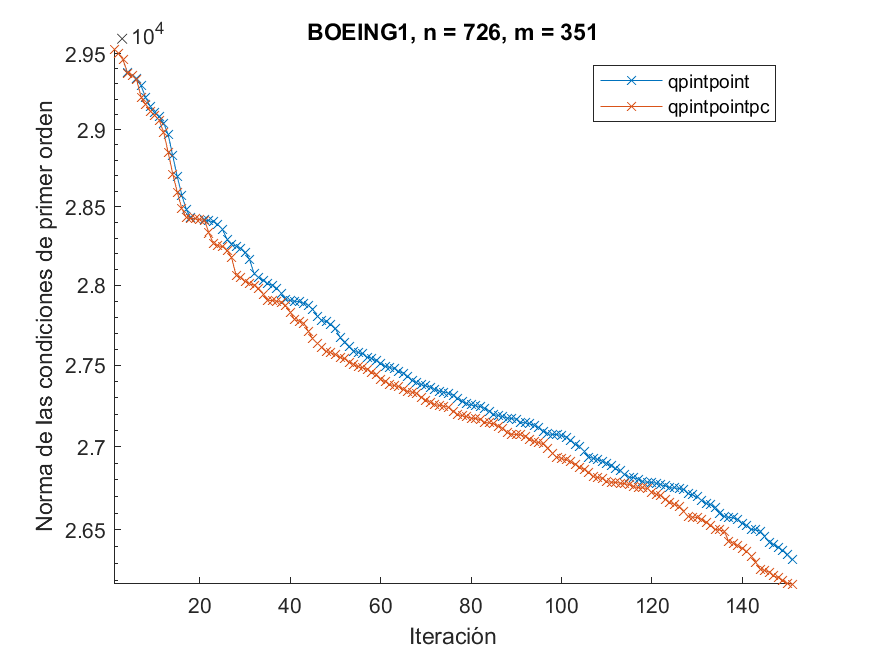 BOEING1, n = 726, m = 351
×10⁴
2.95
2.9
2.85
2.8
2.75
2.7
2.65
Norma de las condiciones de primer orden
qpintpoint
qpintpointpc
20 40 60 80 100 120 140
Iteración